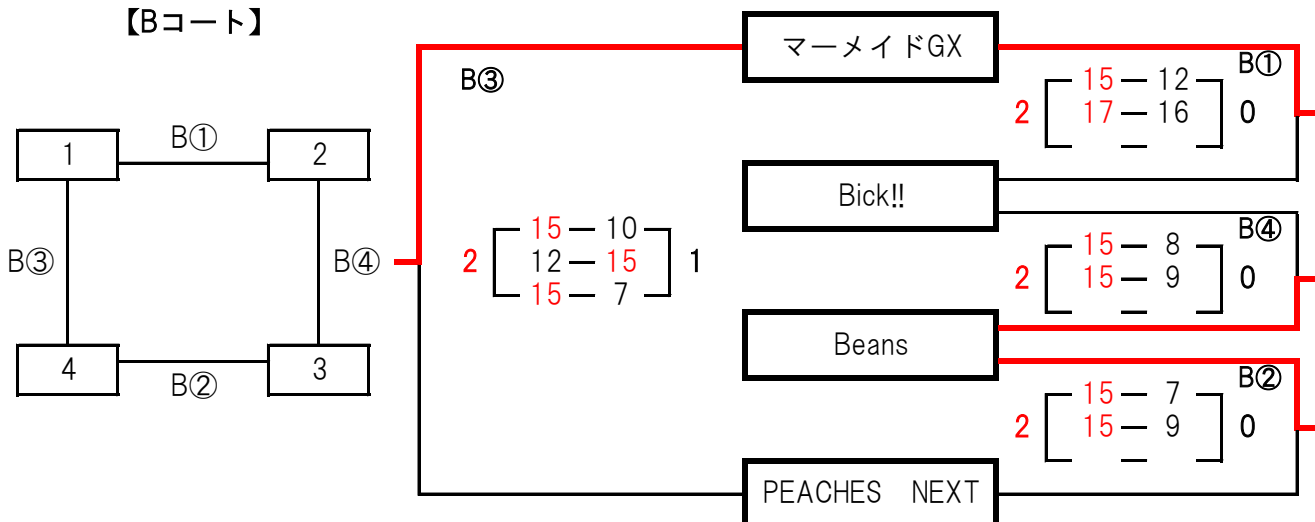 【Bコート】
1
B①
2
B③
B④
4
B②
3
B③
2
15 ― 10
12 ― 15
15 ― 7
1
マーメイドGX
B①
2
15 ― 12
17 ― 16
―
0
Bick!!
B④
2
15 ― 8
15 ― 9
―
0
Beans
B②
2
15 ― 7
15 ― 9
―
0
PEACHES　NEXT